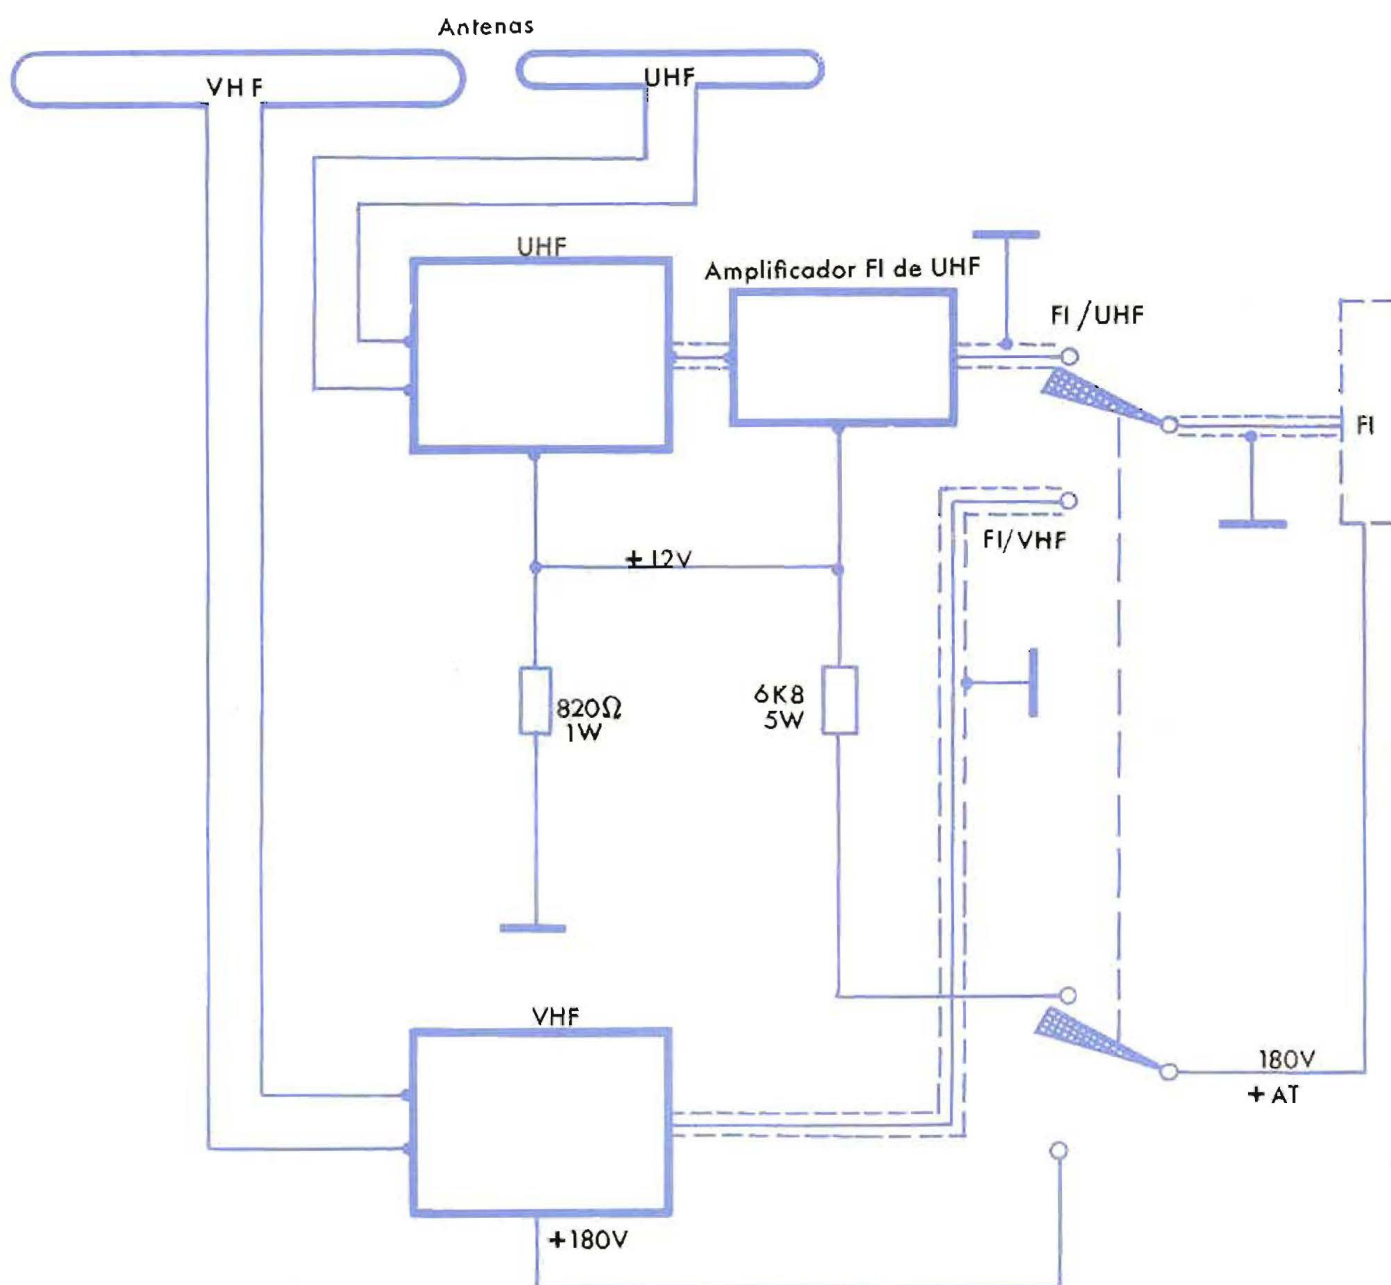 Antenas
VHF
UHF
UHF
Amplificador FI de UHF
FI/UHF
FI
FI/VHF
+12V
820Ω
1W
6K8
5W
VHF
180V
+AT
+180V